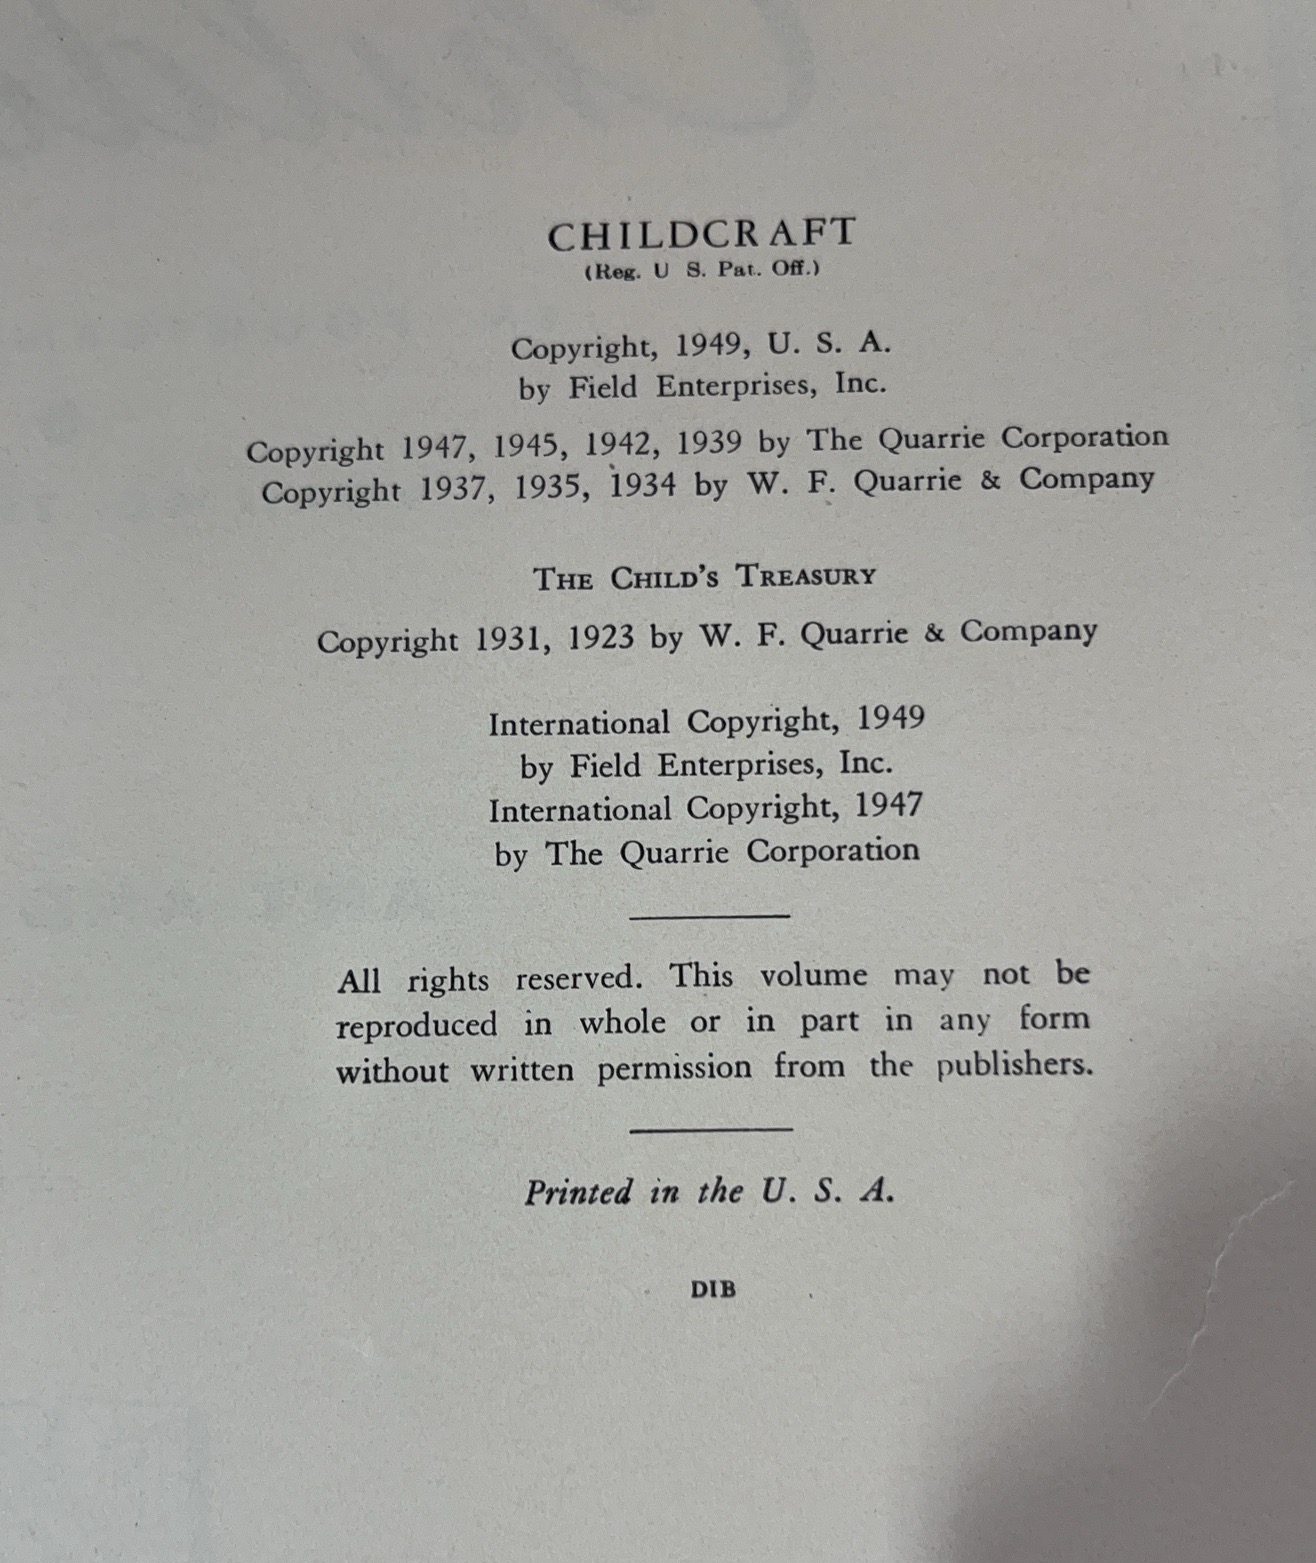 CHILDCRAFT
(Reg. U S. Pat. Off.)
Copyright, 1949, U. S. A.
by Field Enterprises, Inc.
Copyright 1947, 1945, 1942, 1939 by The Quarrie Corporation
Copyright 1937, 1935, 1934 by W. F. Quarrie & Company
THE CHILD'S TREASURY
Copyright 1931, 1923 by W. F. Quarrie & Company
International Copyright, 1949
by Field Enterprises, Inc.
International Copyright, 1947
by The Quarrie Corporation
All rights reserved. This volume may not be
reproduced in whole or in part in any form
without written permission from the publishers.
Printed in the U. S. A.
DIB